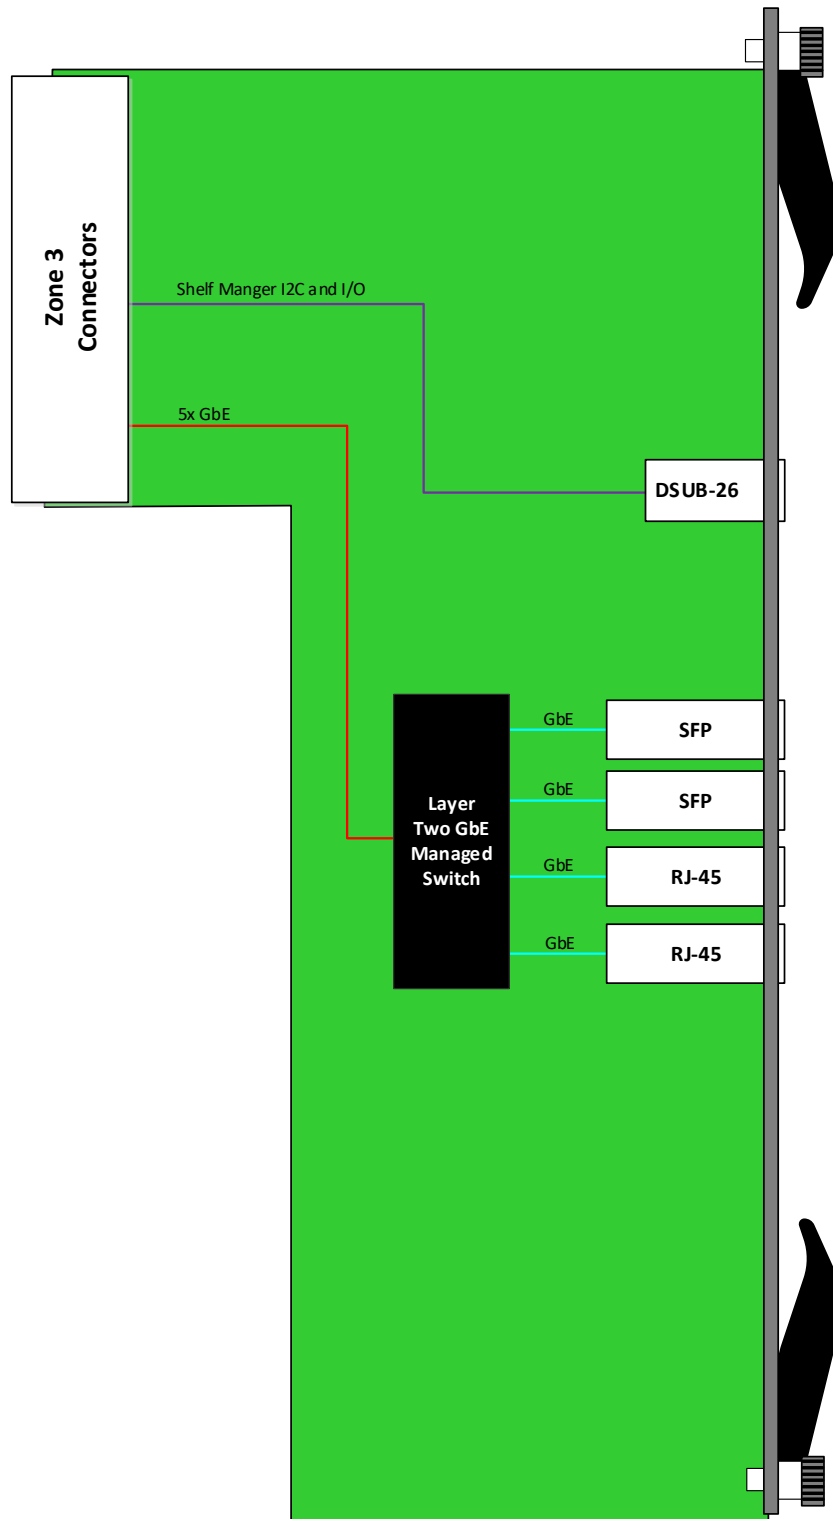 Zone 3
Connectors
Shelf Manger I2C and I/O
5x GbE
DSUB-26
GbE
SFP
GbE
SFP
Layer
Two GbE
Managed
Switch
GbE
RJ-45
GbE
RJ-45